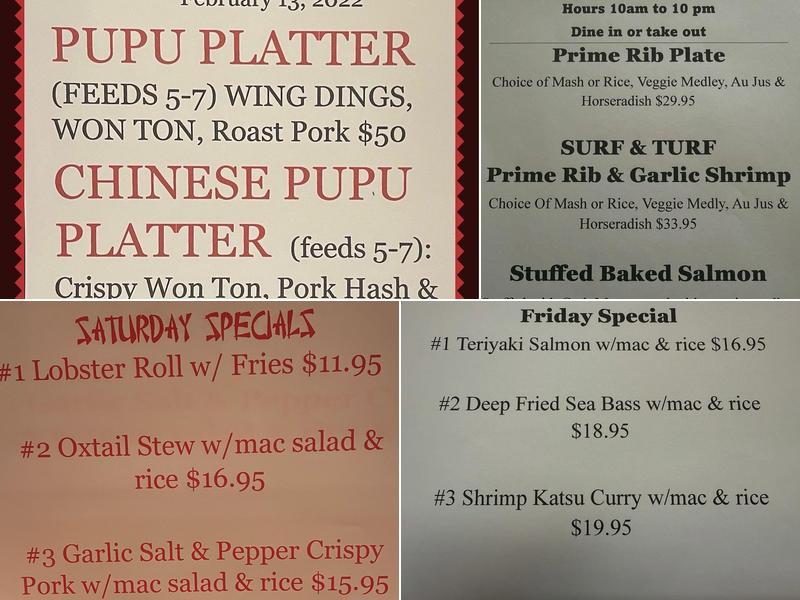 February 13, 2022
PUPU PLATTER
(FEEDS 5-7) WING DINGS,
WON TON, Roast Pork $50
CHINESE PUPU
PLATTER (feeds 5-7):
Crispy Won Ton, Pork Hash &
Hours 10am to 10 pm
Dine in or take out
Prime Rib Plate
Choice of Mash or Rice, Veggie Medley, Au Jus &
Horseradish $29.95
SURF & TURF
Prime Rib & Garlic Shrimp
Choice Of Mash or Rice, Veggie Medly, Au Jus &
Horseradish $33.95
Stuffed Baked Salmon
SATURDAY SPECIALS
#1 Lobster Roll w/ Fries $11.95
#2 Oxtail Stew w/mac salad &
rice $16.95
#3 Garlic Salt & Pepper Crispy
Pork w/mac salad & rice $15.95
Friday Special
#1 Teriyaki Salmon w/mac & rice $16.95
#2 Deep Fried Sea Bass w/mac & rice
$18.95
#3 Shrimp Katsu Curry w/mac & rice
$19.95